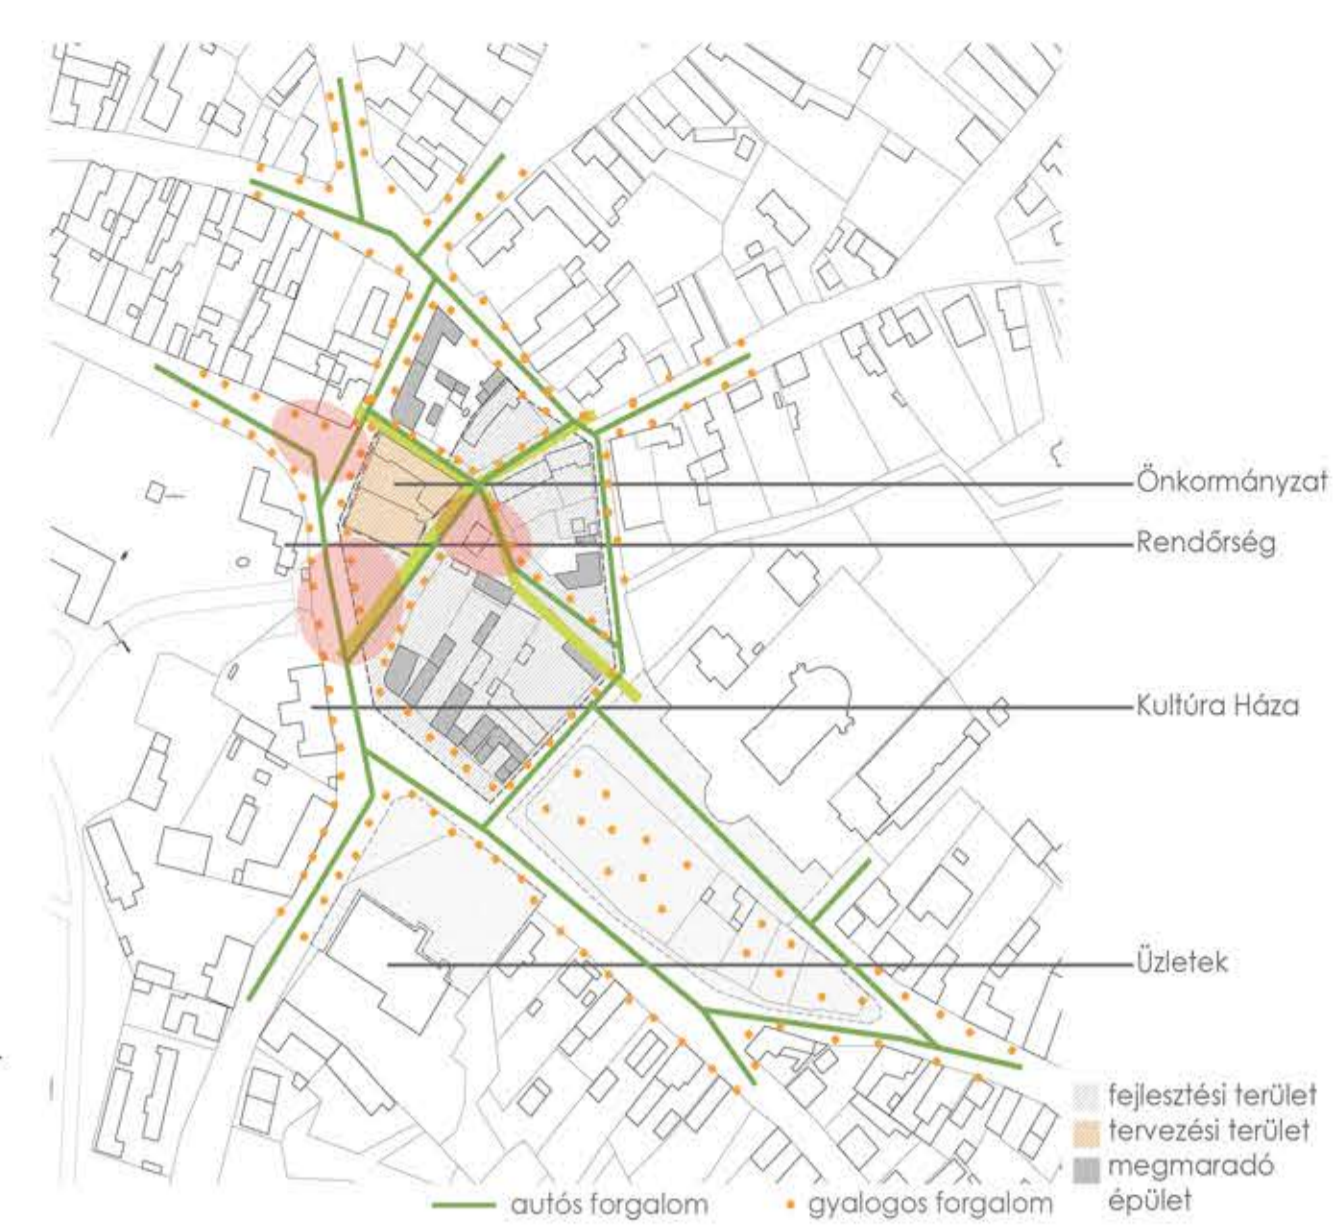 Önkormányzat
Rendőrség
Kultúra Háza
Üzletek
fejlesztési terület
tervezési terület
megmaradó
épület
autós forgalom
gyalogos forgalom